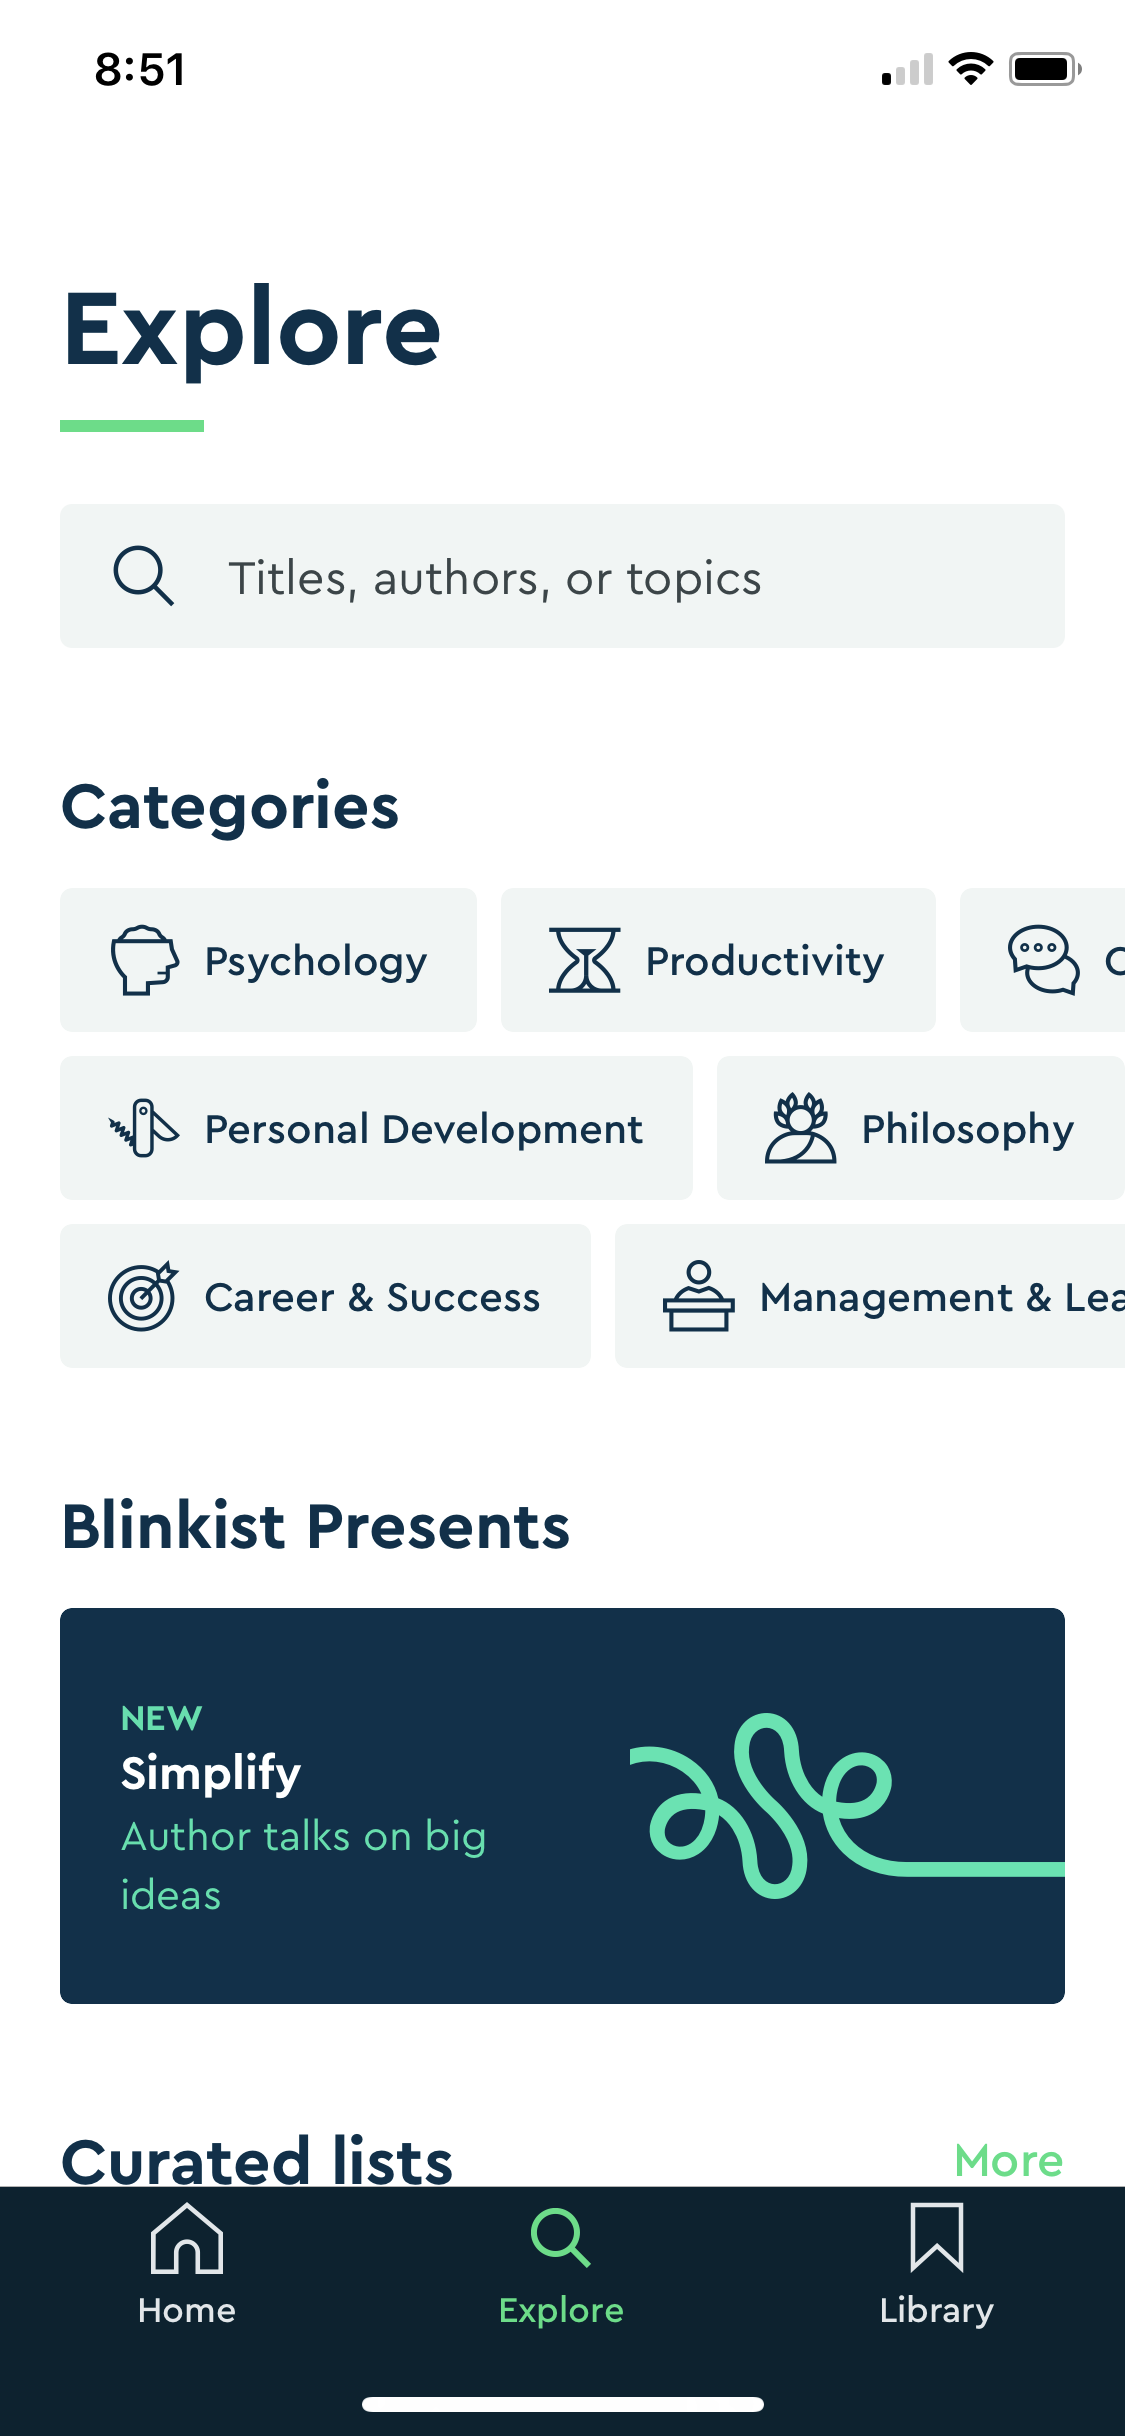 8:51
Explore
Titles, authors, or topics
Categories
Psychology
Productivity
Personal Development
Philosophy
Career & Success
Management &
Blinkist Presents
NEW
Simplify
Author talks on big
ideas
Curated lists
More
Home
Explore
Library